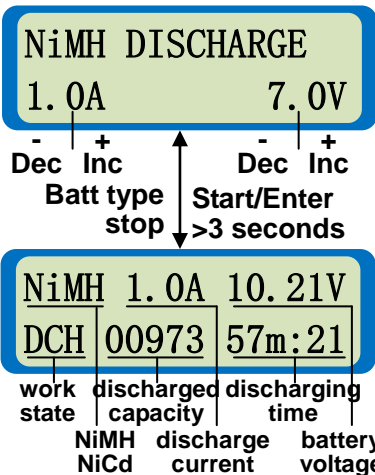 NiMH DISCHARGE
1.0A 7.0V
- + - +
Dec Inc Dec Inc
Batt type Start/Enter
stop >3 seconds
NiMH 1.0A 10.21V
DCH 00973 57m:21
work discharged discharging
state capacity time
NiMH discharge battery
NiCd current voltage